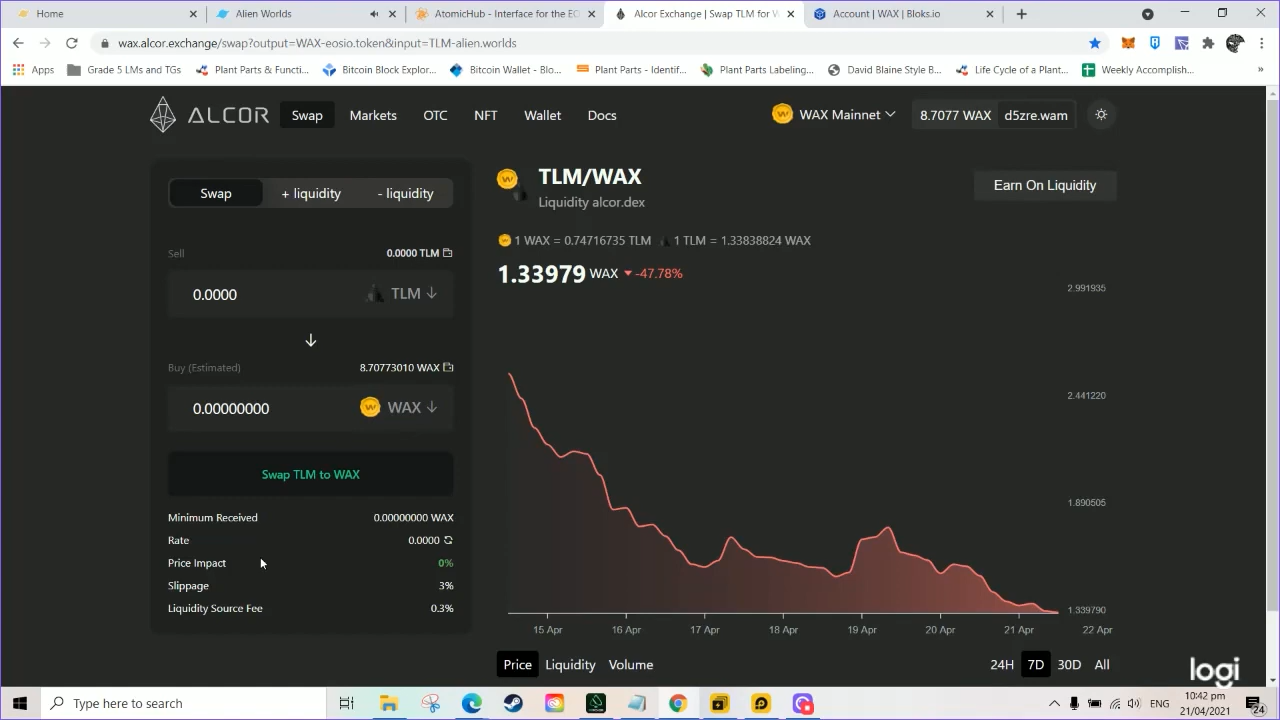 Home
Alien Worlds
AtomicHub - Interface for the EO
Alcor Exchange | Swap TLM for W
Account | WAX | Bloks.io
wax.alcor.exchange/swap?output=WAX-eosio.token&input=TLM-alien.worlds
Apps Grade 5 LMs and TGs Plant Parts & Functi... Bitcoin Block Explor... Bitcoin Wallet - Blo... Plant Parts - Identif... Plant Parts Labeling... David Blaine Style B... Life Cycle of a Plant... Weekly Accomplish... »
ALCOR Swap Markets OTC NFT Wallet Docs WAX Mainnet 8.7077 WAX d5zre.wam
Swap + liquidity - liquidity
Sell 0.0000 TLM
0.0000 TLM
Buy (Estimated) 8.70773010 WAX
0.00000000 WAX
Swap TLM to WAX
Minimum Received 0.00000000 WAX
Rate 0.0000
Price Impact 0%
Slippage 3%
Liquidity Source Fee 0.3%
TLM/WAX
Liquidity alcor.dex
Earn On Liquidity
1 WAX = 0.74716735 TLM 1 TLM = 1.33838824 WAX
1.33979 WAX -47.78%
2.991935
2.441220
1.890505
1.339790
15 Apr 16 Apr 17 Apr 18 Apr 19 Apr 20 Apr 21 Apr 22 Apr
Price Liquidity Volume 24H 7D 30D All
logi
Type here to search
ENG
10:42 pm
21/04/2021
24